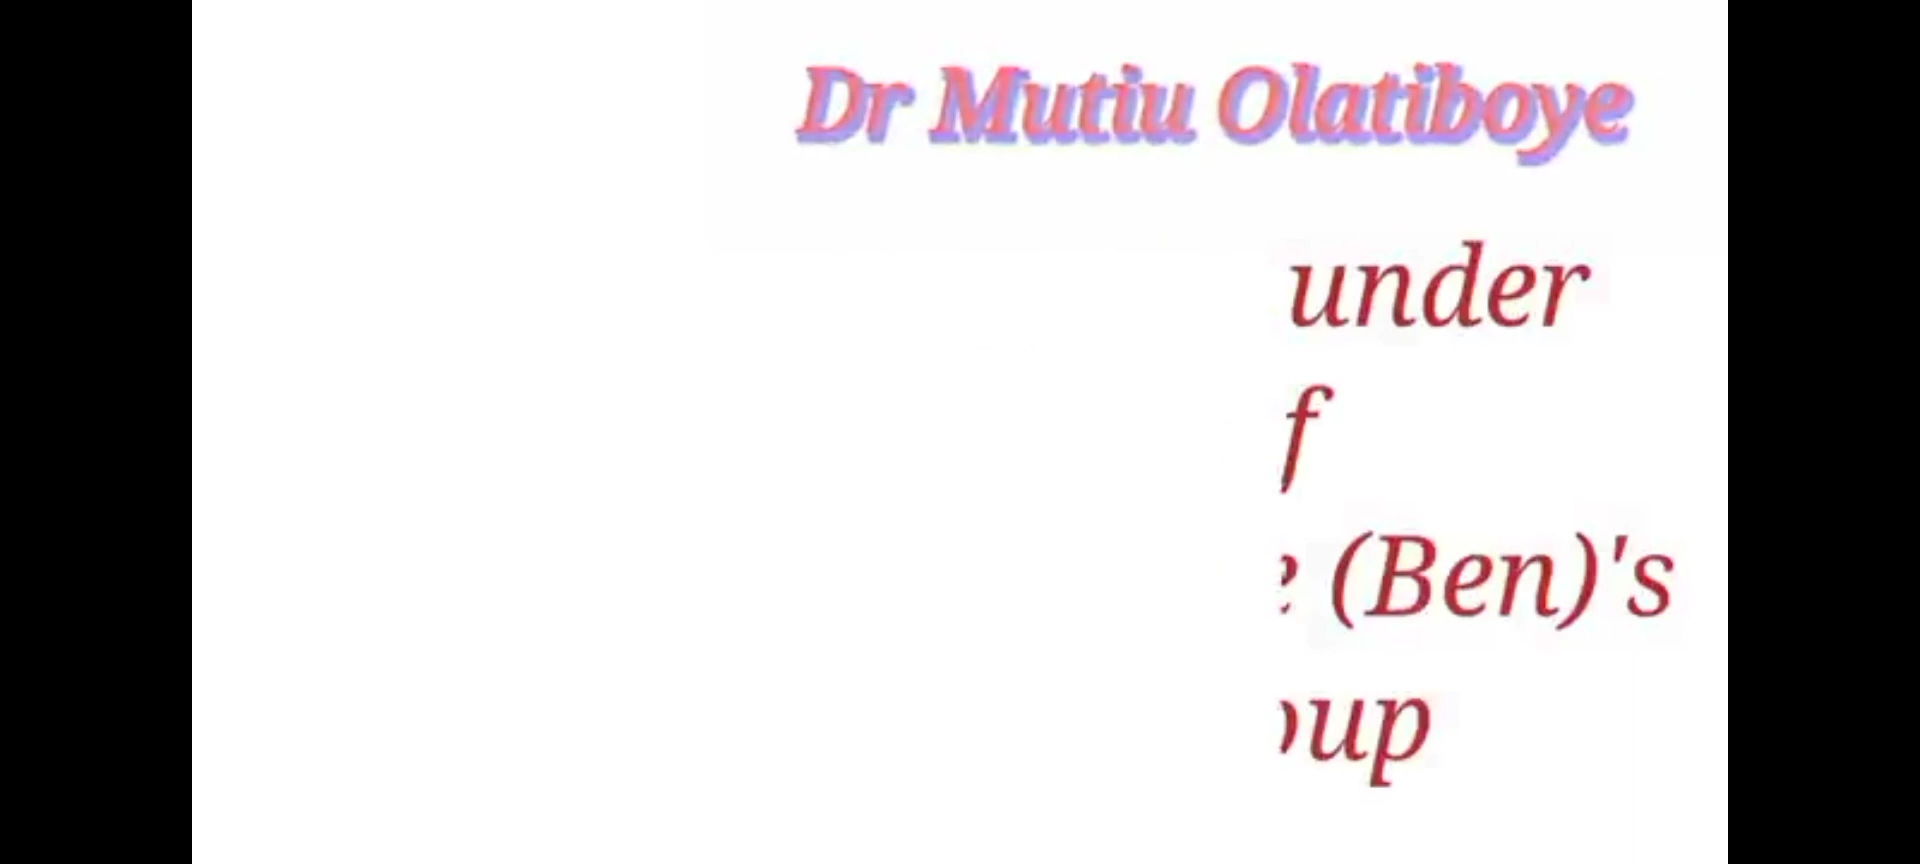 Dr Mutiu Olatiboye
under
(Ben)'s